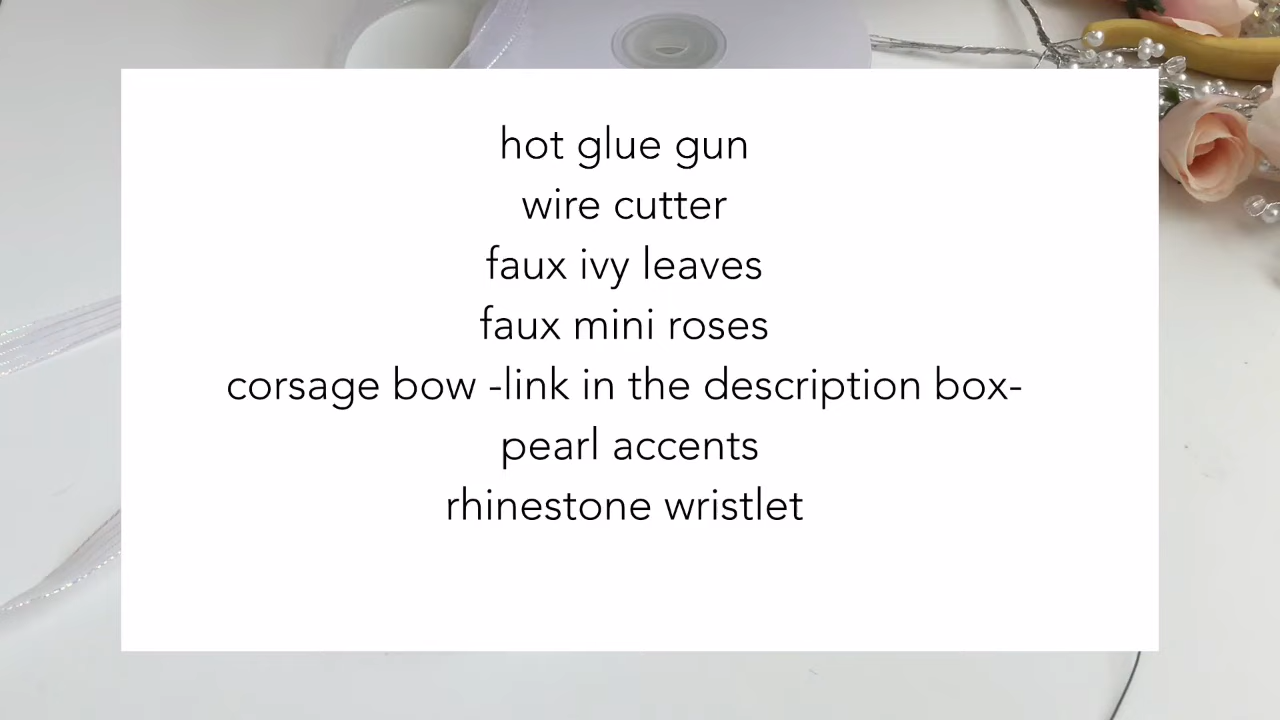 hot glue gun
wire cutter
faux ivy leaves
faux mini roses
corsage bow -link in the description box-
pearl accents
rhinestone wristlet